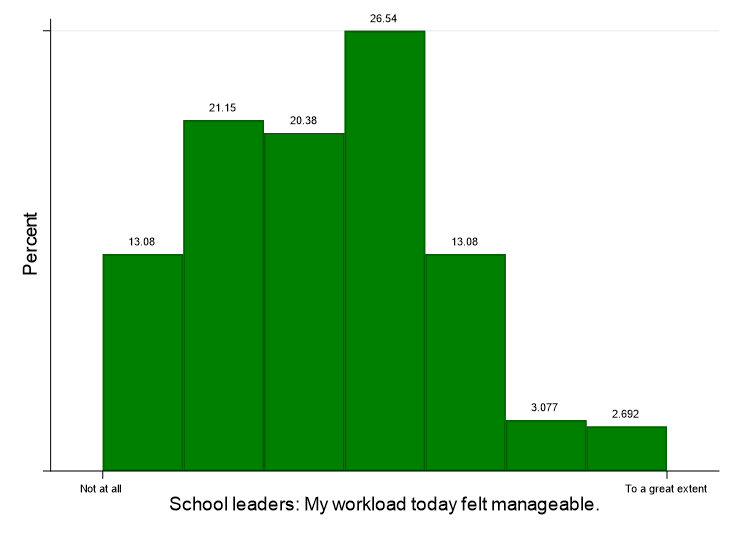 26.54
21.15
20.38
13.08
13.08
3.077
2.692
Percent
Not at all
To a great extent
School leaders: My workload today felt manageable.